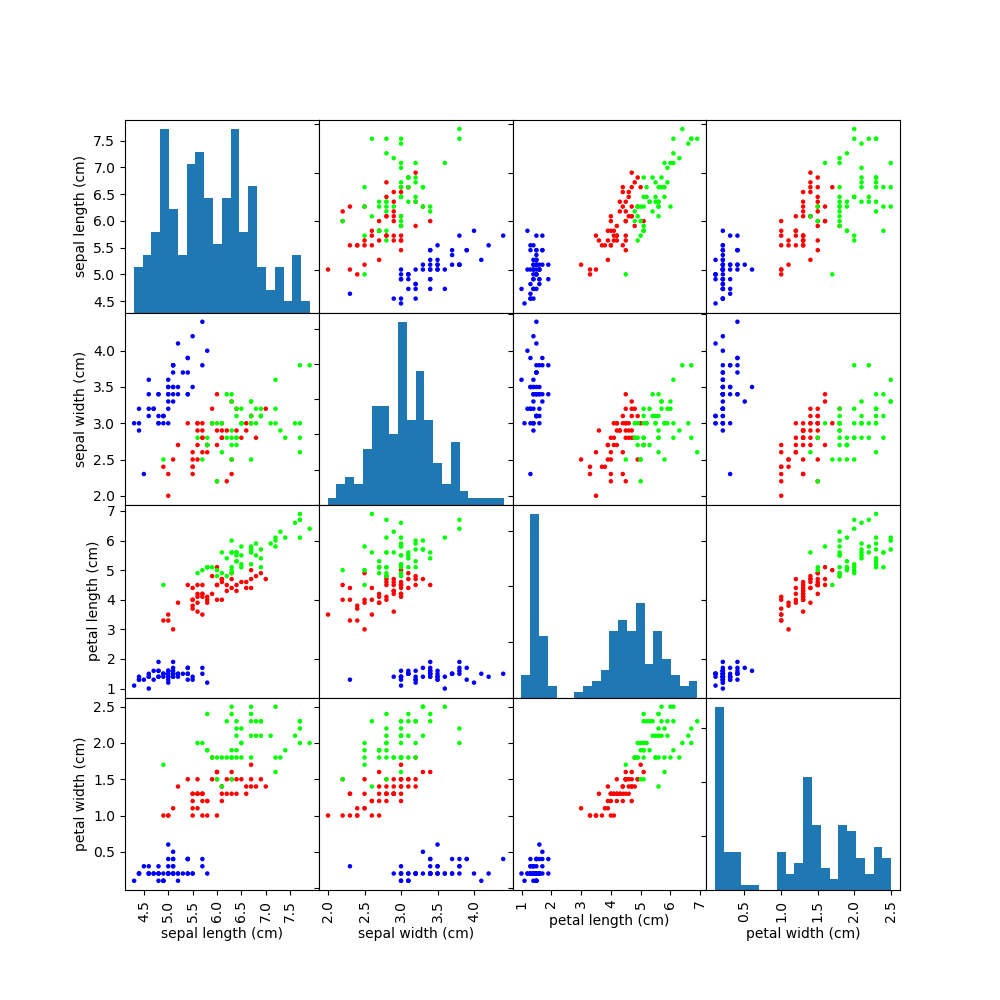 7.5
7.0
6.5
6.0
5.5
5.0
4.5
sepal length (cm)
4.0
3.5
3.0
2.5
2.0
sepal width (cm)
7
6
5
4
3
2
1
petal length (cm)
2.5
2.0
1.5
1.0
0.5
petal width (cm)
4.5 5.0 5.5 6.0 6.5 7.0 7.5
sepal length (cm)
2.0 2.5 3.0 3.5 4.0
sepal width (cm)
1 2 3 4 5 6 7
petal length (cm)
0.5 1.0 1.5 2.0 2.5
petal width (cm)